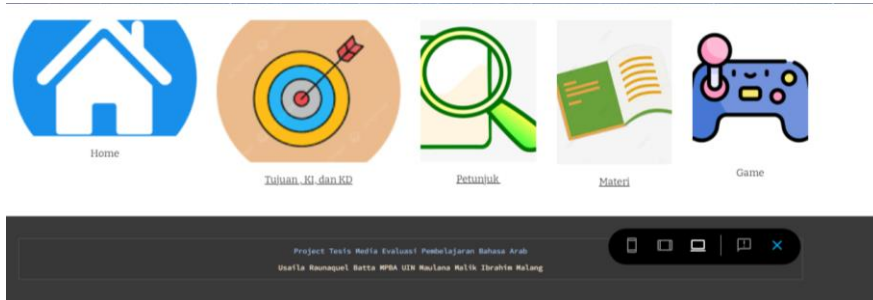 Home
Tujuan , KI, dan KD
Petunjuk
Materi
Game
Project Tesis Media Evaluasi Pembelajaran Bahasa Arab
Usaila Raunaquel Batta MPBA UIN Maulana Malik Ibrahim Malang